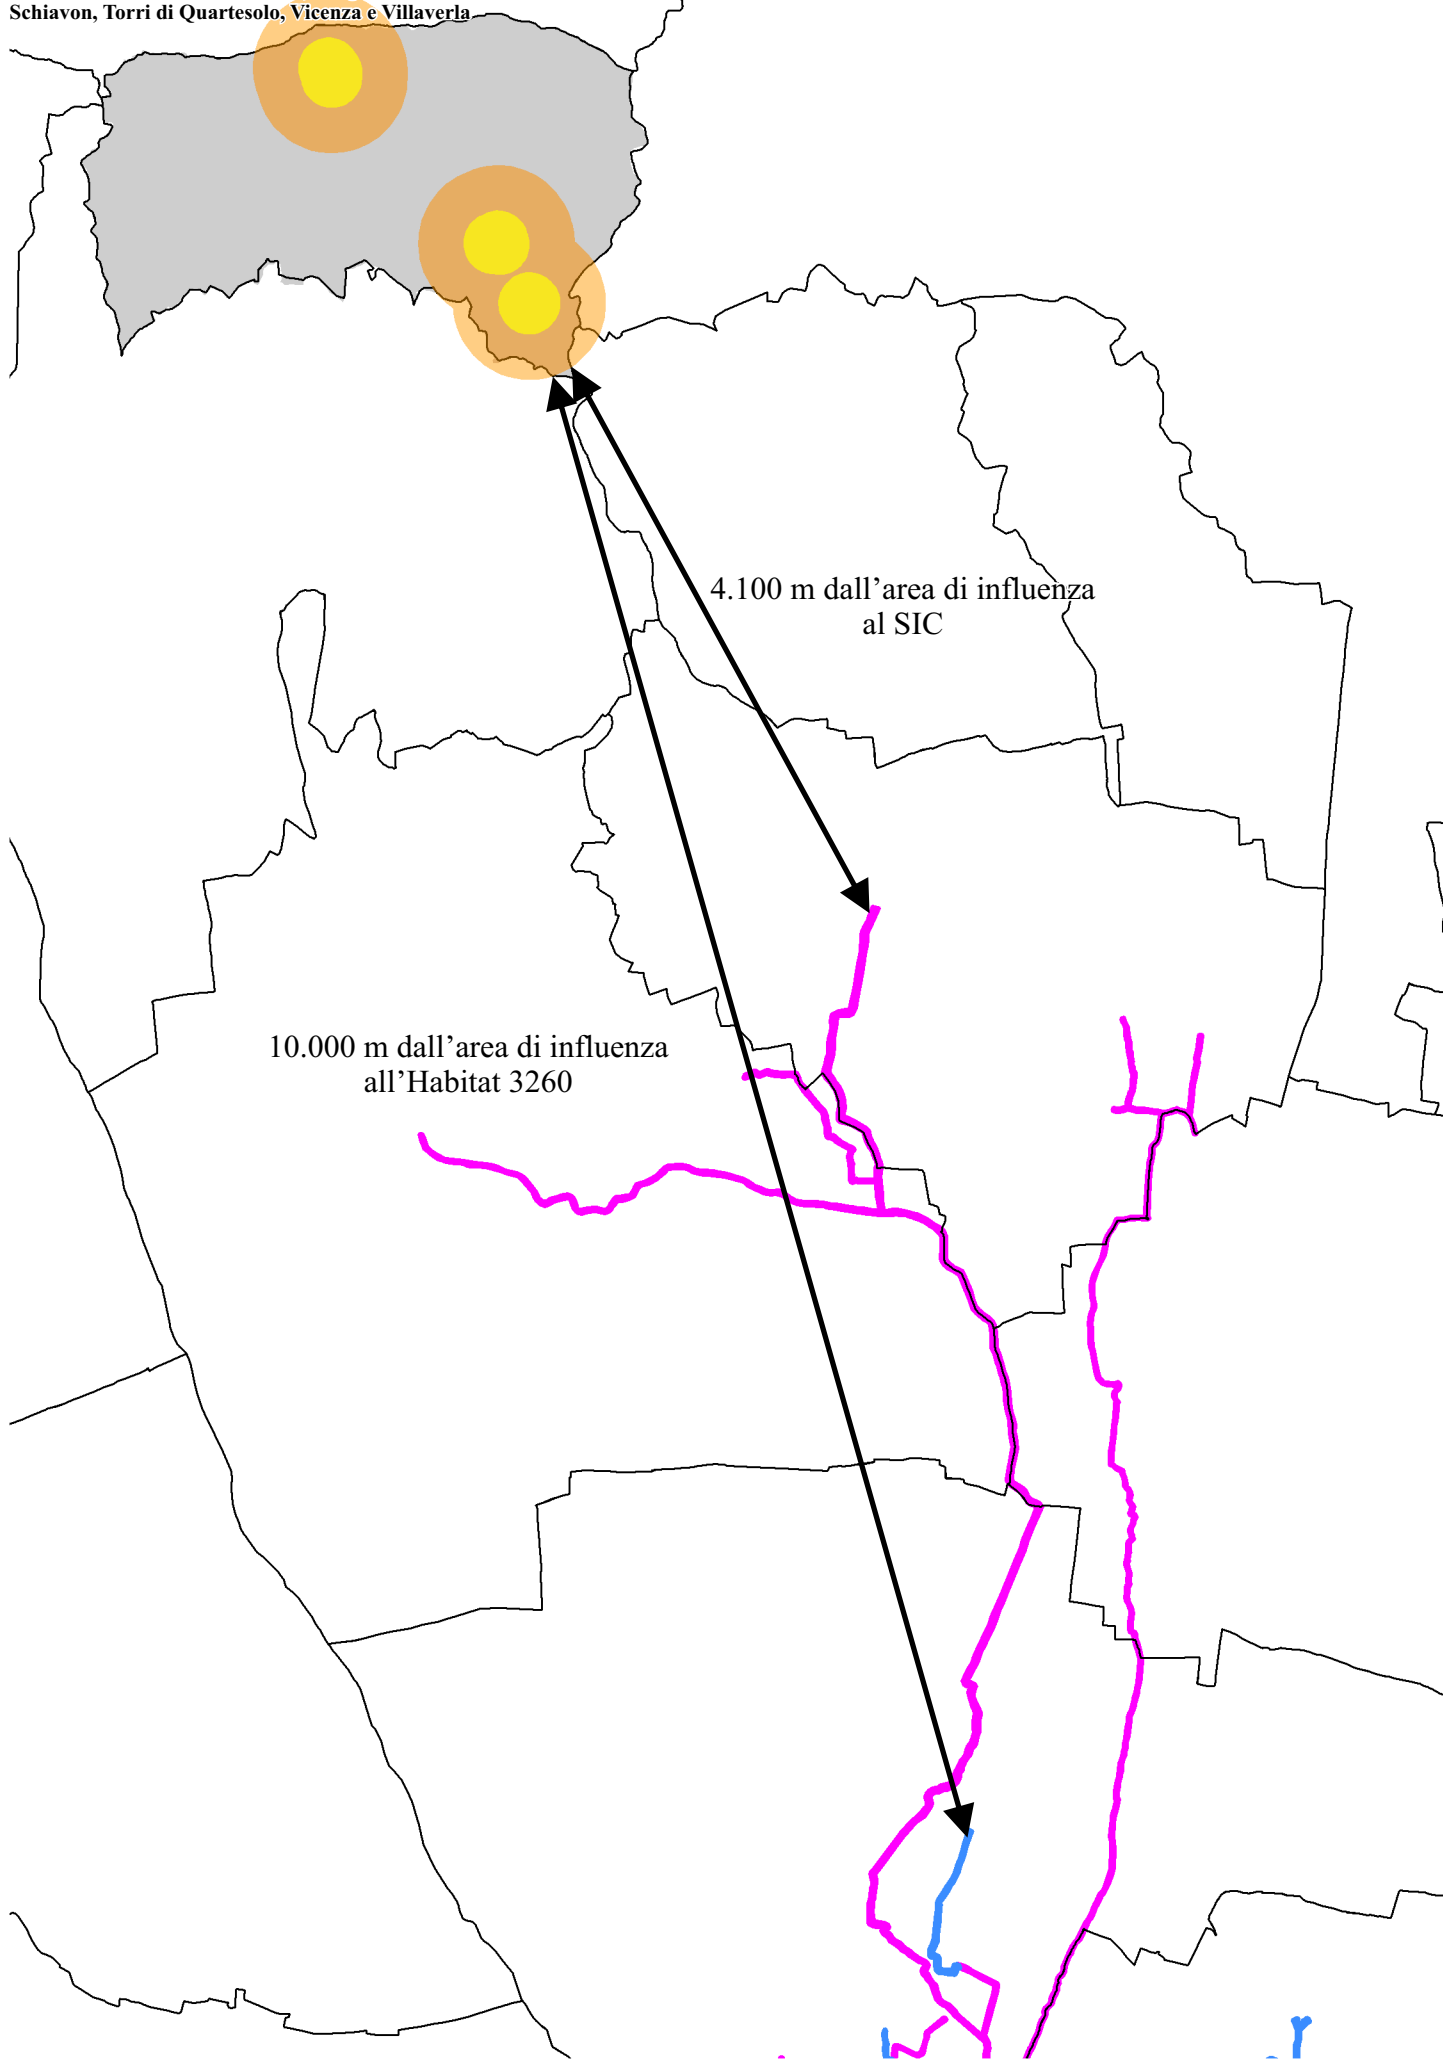 Schiavon, Torri di Quartesolo, Vicenza e Villaverla
4.100 m dall’area di influenza
al SIC
10.000 m dall’area di influenza
all’Habitat 3260